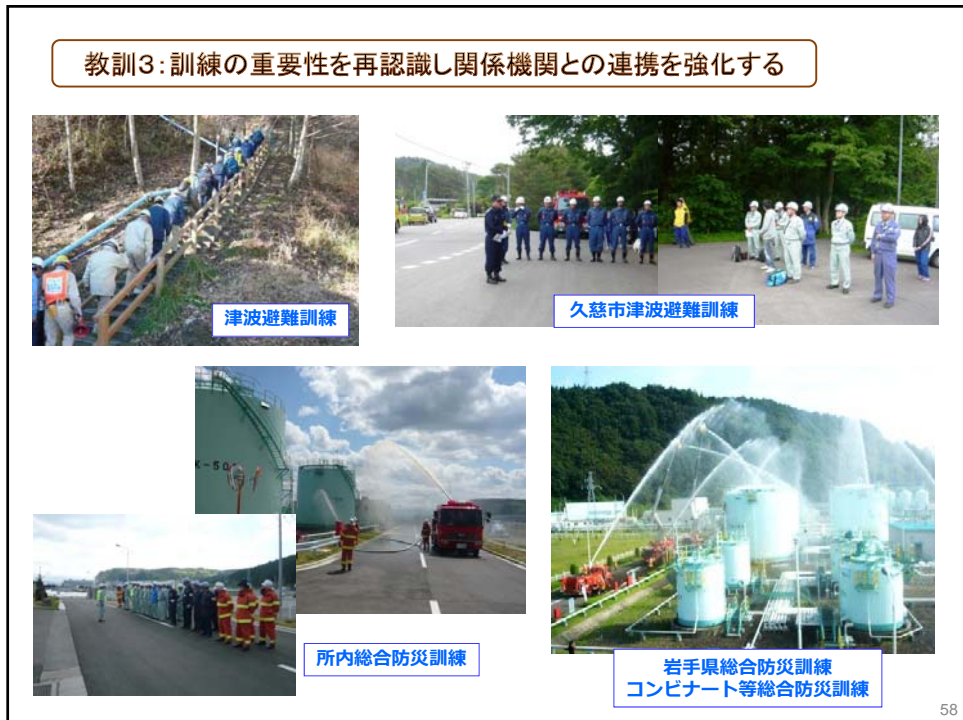 教訓3:訓練の重要性を再認識し関係機関との連携を強化する
津波避難訓練
久慈市津波避難訓練
所内総合防災訓練
岩手県総合防災訓練
コンビナート等総合防災訓練
58